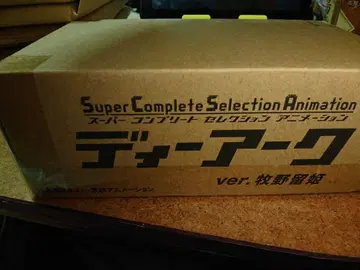 Super Complete Selection Animation
スーパー コンプリート セレクション アニメーション
ディーアーク
ver. 牧野留姫